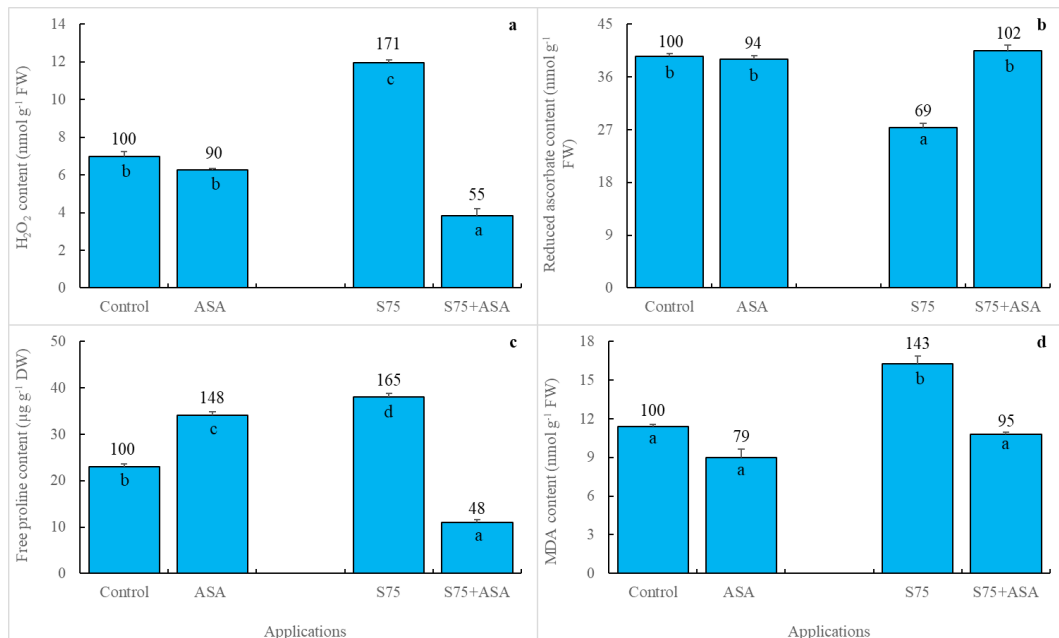 a
H₂O₂ content (nmol g⁻¹ FW)
14
12
10
8
6
4
2
0
100
b
90
b
171
c
55
a
Control ASA S75 S75+ASA
b
Reduced ascorbate content (nmol g⁻¹
FW)
45
36
27
18
9
0
100
b
94
b
69
a
102
b
Control ASA S75 S75+ASA
c
Free proline content (µg g⁻¹ DW)
50
40
30
20
10
0
100
b
148
c
165
d
48
a
Control ASA S75 S75+ASA
Applications
d
MDA content (nmol g⁻¹ FW)
18
15
12
9
6
3
0
100
a
79
a
143
b
95
a
Control ASA S75 S75+ASA
Applications